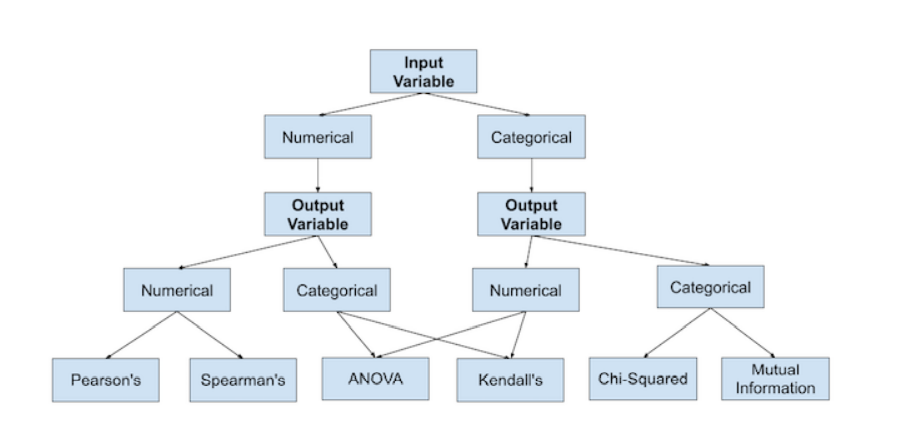 Input
Variable
Numerical
Categorical
Output
Variable
Output
Variable
Numerical
Categorical
Numerical
Categorical
Pearson's
Spearman's
ANOVA
Kendall's
Chi-Squared
Mutual
Information